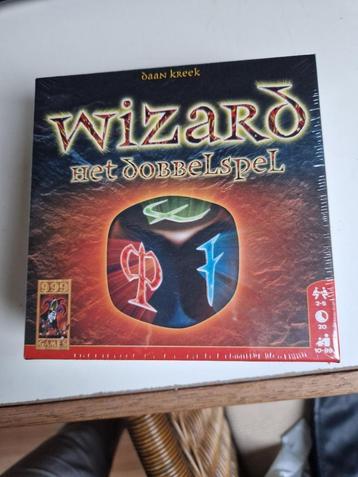 Daan Kreek
Wizard
Het Dobbelspel
999
Games
2-5
20
10-99